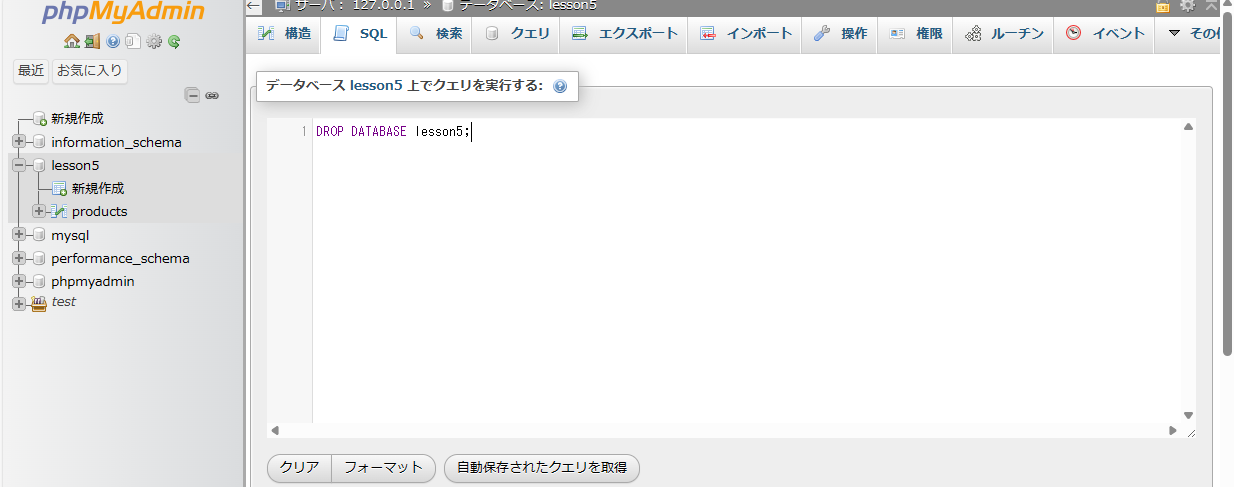 phpMyAdmin
最近 お気に入り
新規作成
information_schema
lesson5
新規作成
products
mysql
performance_schema
phpmyadmin
test
サーバ: 127.0.0.1 » データベース: lesson5
構造 SQL 検索 クエリ エクスポート インポート 操作 権限 ルーチン イベント
データベース lesson5 上でクエリを実行する:
1 DROP DATABASE lesson5;
クリア フォーマット 自動保存されたクエリを取得